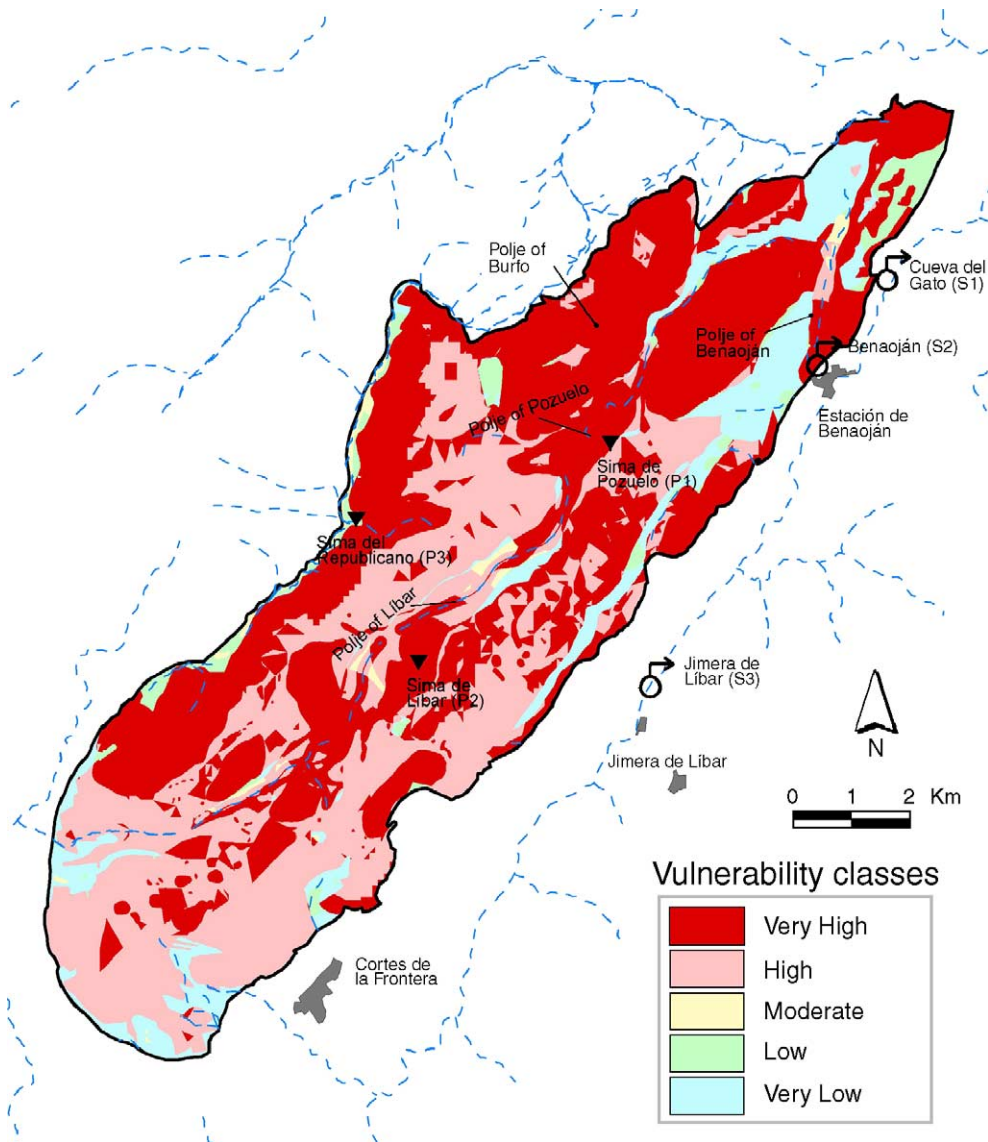 Polje of
Burfo
Cueva del
Gato (S1)
Polje of
Benaoján
Benaoján (S2)
Estación de
Benaoján
Polje of Pozuelo
Sima de
Pozuelo (P1)
Sima del
Republicano (P3)
Polje of Líbar
Sima de
Líbar (P2)
Jimera de
Líbar (S3)
N
Jimera de Líbar
0 1 2 Km
Cortes de
la Frontera
Vulnerability classes
Very High
High
Moderate
Low
Very Low